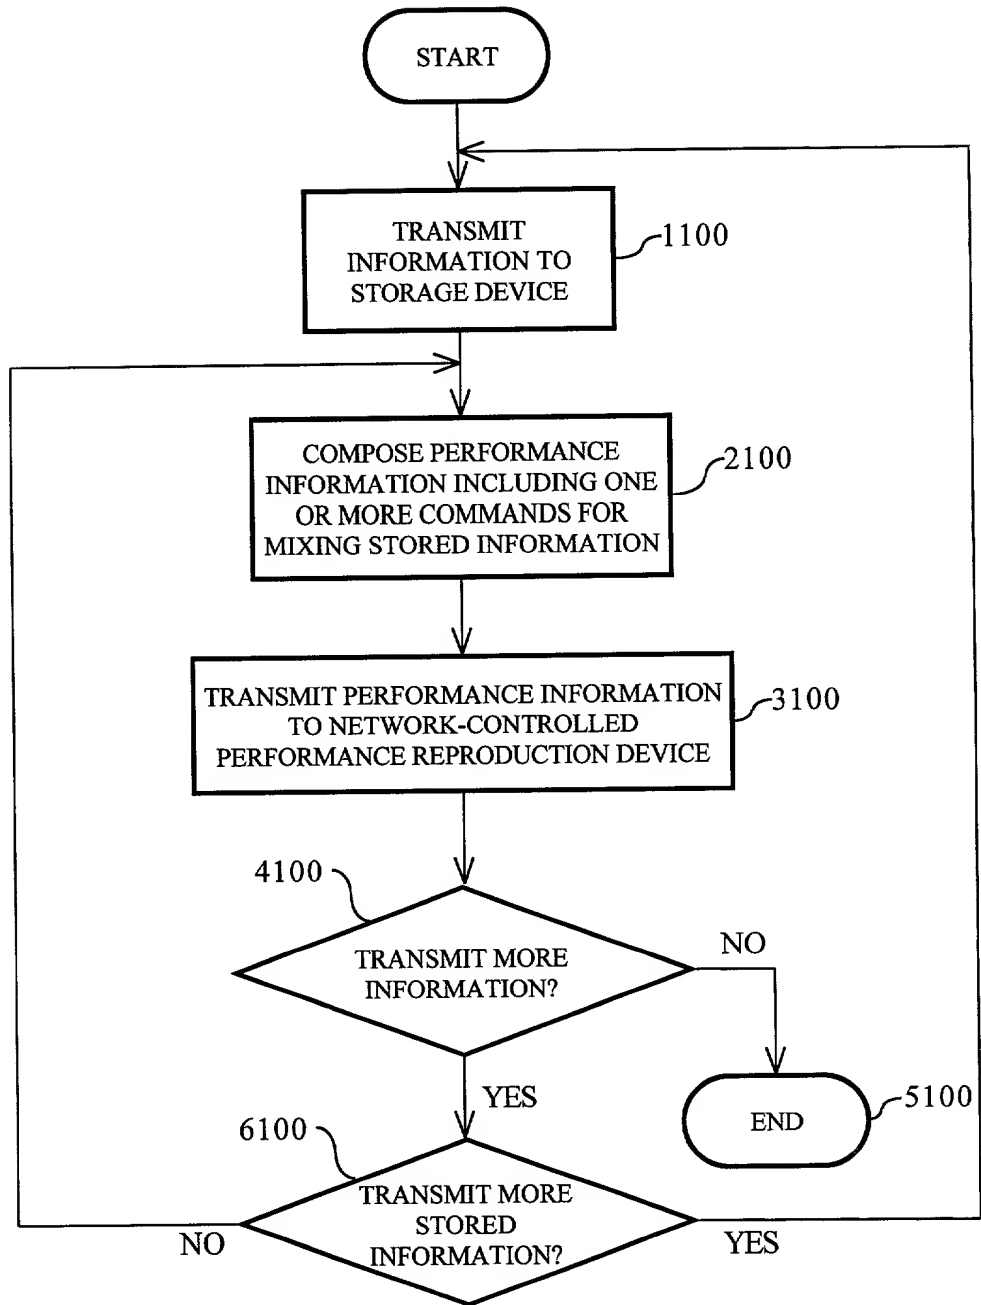 START
TRANSMIT
INFORMATION TO
STORAGE DEVICE
1100
COMPOSE PERFORMANCE
INFORMATION INCLUDING ONE
OR MORE COMMANDS FOR
MIXING STORED INFORMATION
2100
TRANSMIT PERFORMANCE INFORMATION
TO NETWORK-CONTROLLED
PERFORMANCE REPRODUCTION DEVICE
3100
4100
TRANSMIT MORE
INFORMATION?
NO
YES
END
5100
6100
TRANSMIT MORE
STORED
INFORMATION?
NO
YES